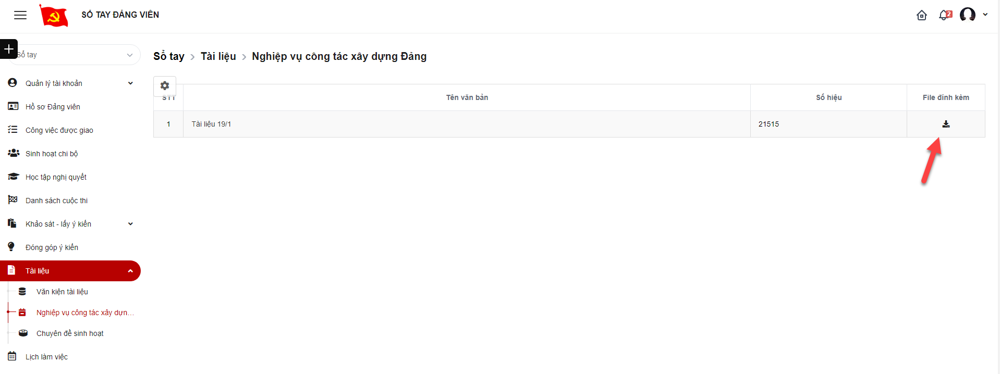 SỔ TAY ĐẢNG VIÊN
2
Sổ tay
Sổ tay > Tài liệu > Nghiệp vụ công tác xây dựng Đảng
Quản lý tài khoản
Hồ sơ Đảng viên
Công việc được giao
Sinh hoạt chi bộ
Học tập nghị quyết
Danh sách cuộc thi
Khảo sát - lấy ý kiến
Đóng góp ý kiến
Tài liệu
Văn kiện tài liệu
Nghiệp vụ công tác xây dựn...
Chuyên đề sinh hoạt
Lịch làm việc
STT Tên văn bản Số hiệu File đính kèm
1 Tài liệu 19/1 21515